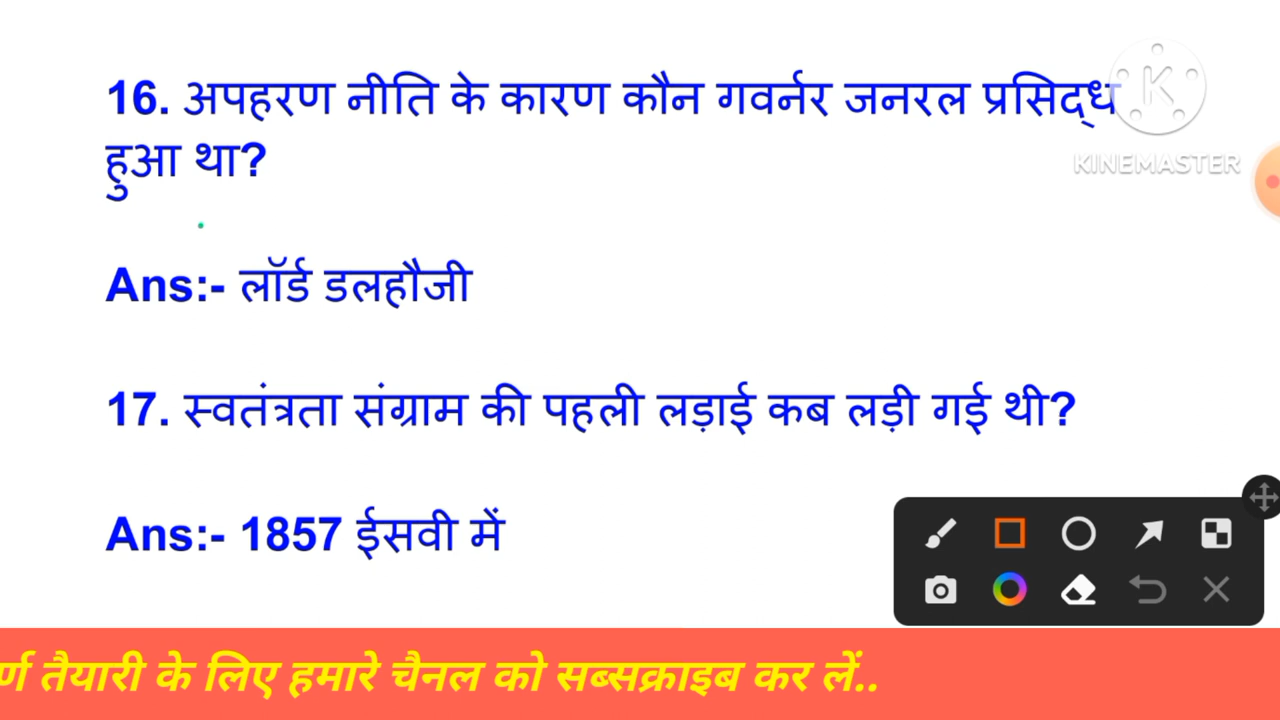 16. अपहरण नीति के कारण कौन गवर्नर जनरल प्रसिद्ध
हुआ था?
KINEMASTER
Ans:- लॉर्ड डलहौजी
17. स्वतंत्रता संग्राम की पहली लड़ाई कब लड़ी गई थी?
Ans:- 1857 ईसवी में
र्ण तैयारी के लिए हमारे चैनल को सब्सक्राइब कर लें..